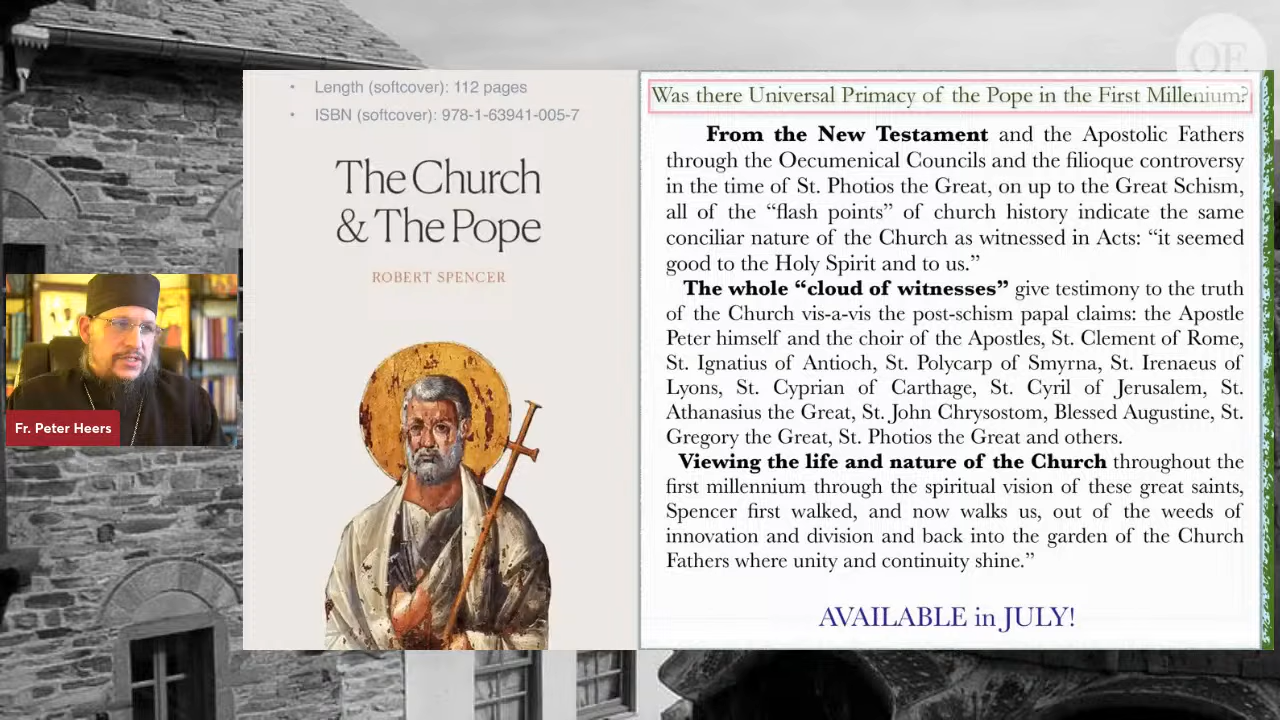 OE
• Length (softcover): 112 pages
• ISBN (softcover): 978-1-63941-005-7
The Church
& The Pope
ROBERT SPENCER
Fr. Peter Heers
Was there Universal Primacy of the Pope in the First Millenium?
From the New Testament and the Apostolic Fathers
through the Oecumenical Councils and the filioque controversy
in the time of St. Photios the Great, on up to the Great Schism,
all of the “flash points” of church history indicate the same
conciliar nature of the Church as witnessed in Acts: “it seemed
good to the Holy Spirit and to us.”
The whole “cloud of witnesses” give testimony to the truth
of the Church vis-a-vis the post-schism papal claims: the Apostle
Peter himself and the choir of the Apostles, St. Clement of Rome,
St. Ignatius of Antioch, St. Polycarp of Smyrna, St. Irenaeus of
Lyons, St. Cyprian of Carthage, St. Cyril of Jerusalem, St.
Athanasius the Great, St. John Chrysostom, Blessed Augustine, St.
Gregory the Great, St. Photios the Great and others.
Viewing the life and nature of the Church throughout the
first millennium through the spiritual vision of these great saints,
Spencer first walked, and now walks us, out of the weeds of
innovation and division and back into the garden of the Church
Fathers where unity and continuity shine.”
AVAILABLE in JULY!